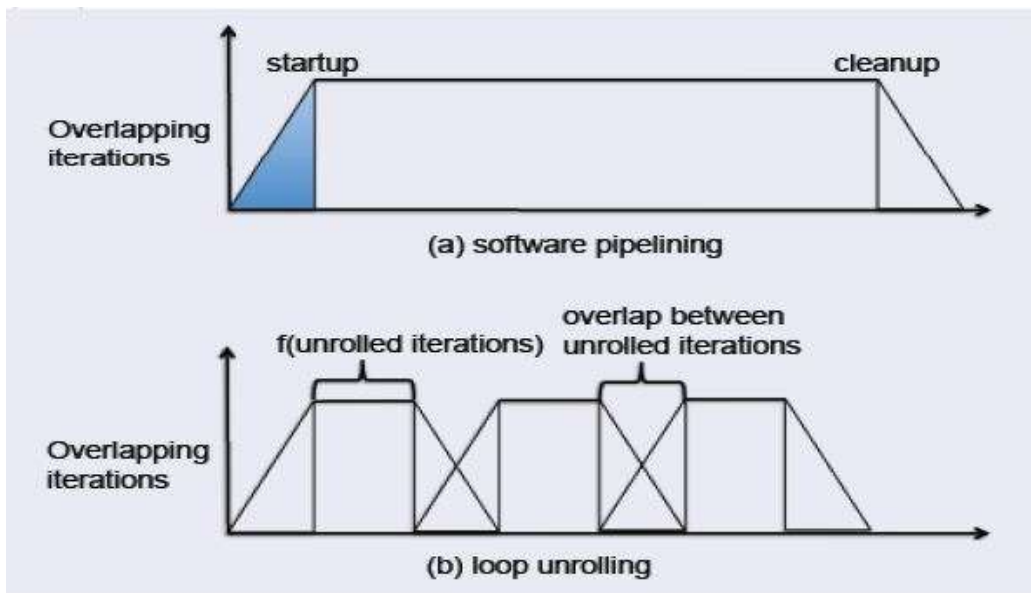 startup
cleanup
Overlapping
iterations
(a) software pipelining
overlap between
f(unrolled iterations) unrolled iterations
Overlapping
iterations
(b) loop unrolling